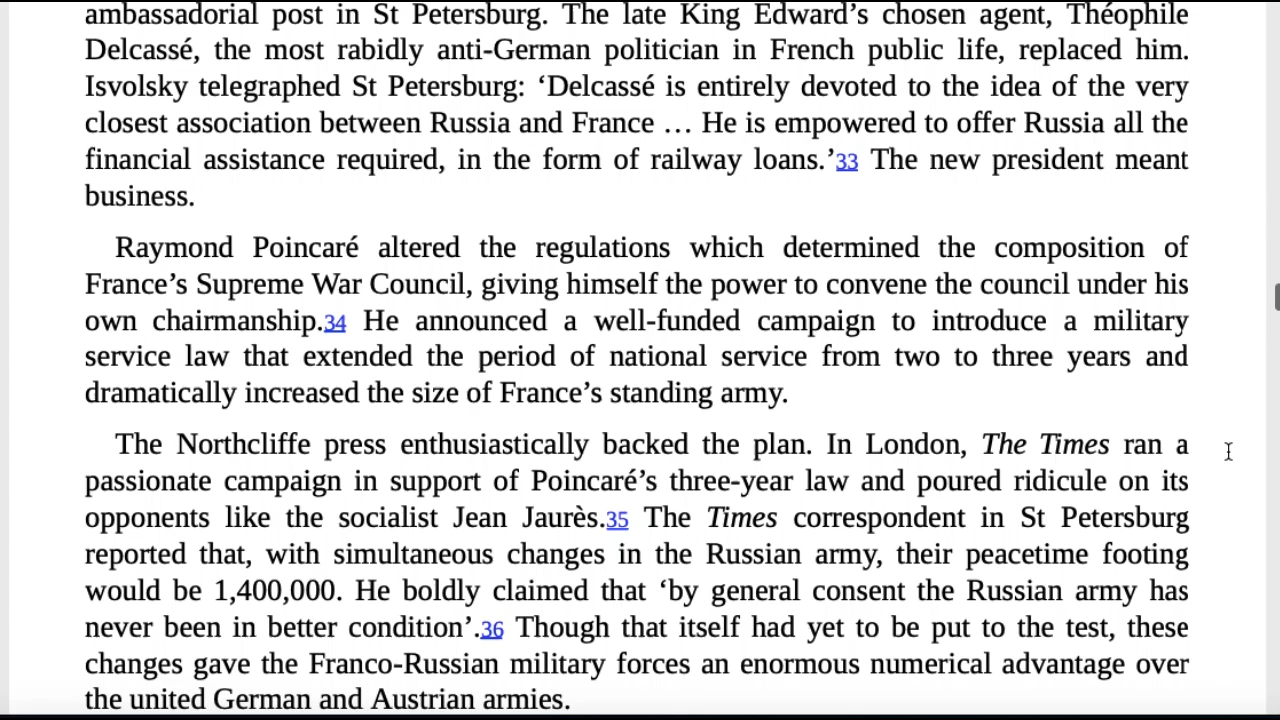 ambassadorial post in St Petersburg. The late King Edward’s chosen agent, Théophile
Delcassé, the most rabidly anti-German politician in French public life, replaced him.
Isvolsky telegraphed St Petersburg: ‘Delcassé is entirely devoted to the idea of the very
closest association between Russia and France … He is empowered to offer Russia all the
financial assistance required, in the form of railway loans.’33 The new president meant
business.
Raymond Poincaré altered the regulations which determined the composition of
France’s Supreme War Council, giving himself the power to convene the council under his
own chairmanship.34 He announced a well-funded campaign to introduce a military
service law that extended the period of national service from two to three years and
dramatically increased the size of France’s standing army.
The Northcliffe press enthusiastically backed the plan. In London, The Times ran a
passionate campaign in support of Poincaré’s three-year law and poured ridicule on its
opponents like the socialist Jean Jaurès.35 The Times correspondent in St Petersburg
reported that, with simultaneous changes in the Russian army, their peacetime footing
would be 1,400,000. He boldly claimed that ‘by general consent the Russian army has
never been in better condition’.36 Though that itself had yet to be put to the test, these
changes gave the Franco-Russian military forces an enormous numerical advantage over
the united German and Austrian armies.